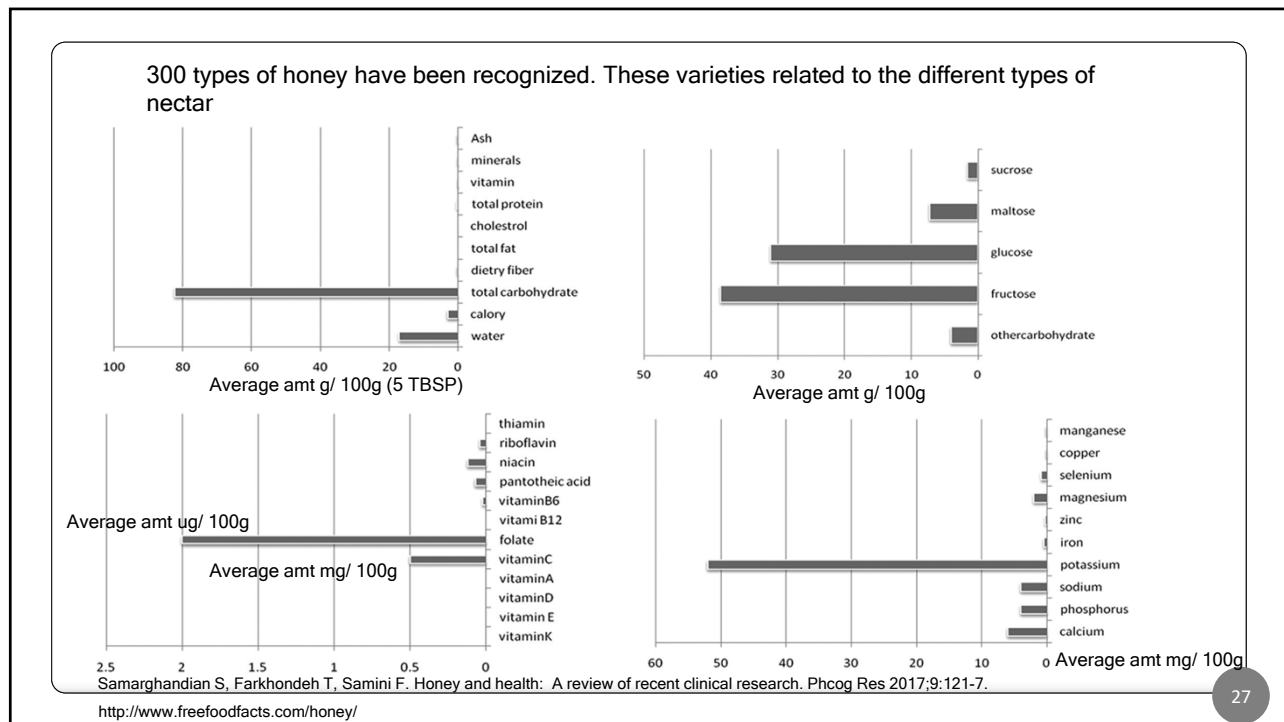 300 types of honey have been recognized. These varieties related to the different types of
nectar
Ash
minerals
vitamin
total protein
cholestrol
total fat
dietry fiber
total carbohydrate
calory
water
100 80 60 40 20 0
Average amt g/ 100g (5 TBSP)
sucrose
maltose
glucose
fructose
othercarbohydrate
50 40 30 20 10 0
Average amt g/ 100g
thiamin
riboflavin
niacin
pantotheic acid
vitaminB6
vitami B12
Average amt ug/ 100g
folate
vitaminC
Average amt mg/ 100g
vitaminA
vitaminD
vitamin E
vitaminK
2.5 2 1.5 1 0.5 0
manganese
copper
selenium
magnesium
zinc
iron
potassium
sodium
phosphorus
calcium
60 50 40 30 20 10 0
Average amt mg/ 100g
Samarghandian S, Farkhondeh T, Samini F. Honey and health: A review of recent clinical research. Phcog Res 2017;9:121-7.
http://www.freefoodfacts.com/honey/
27